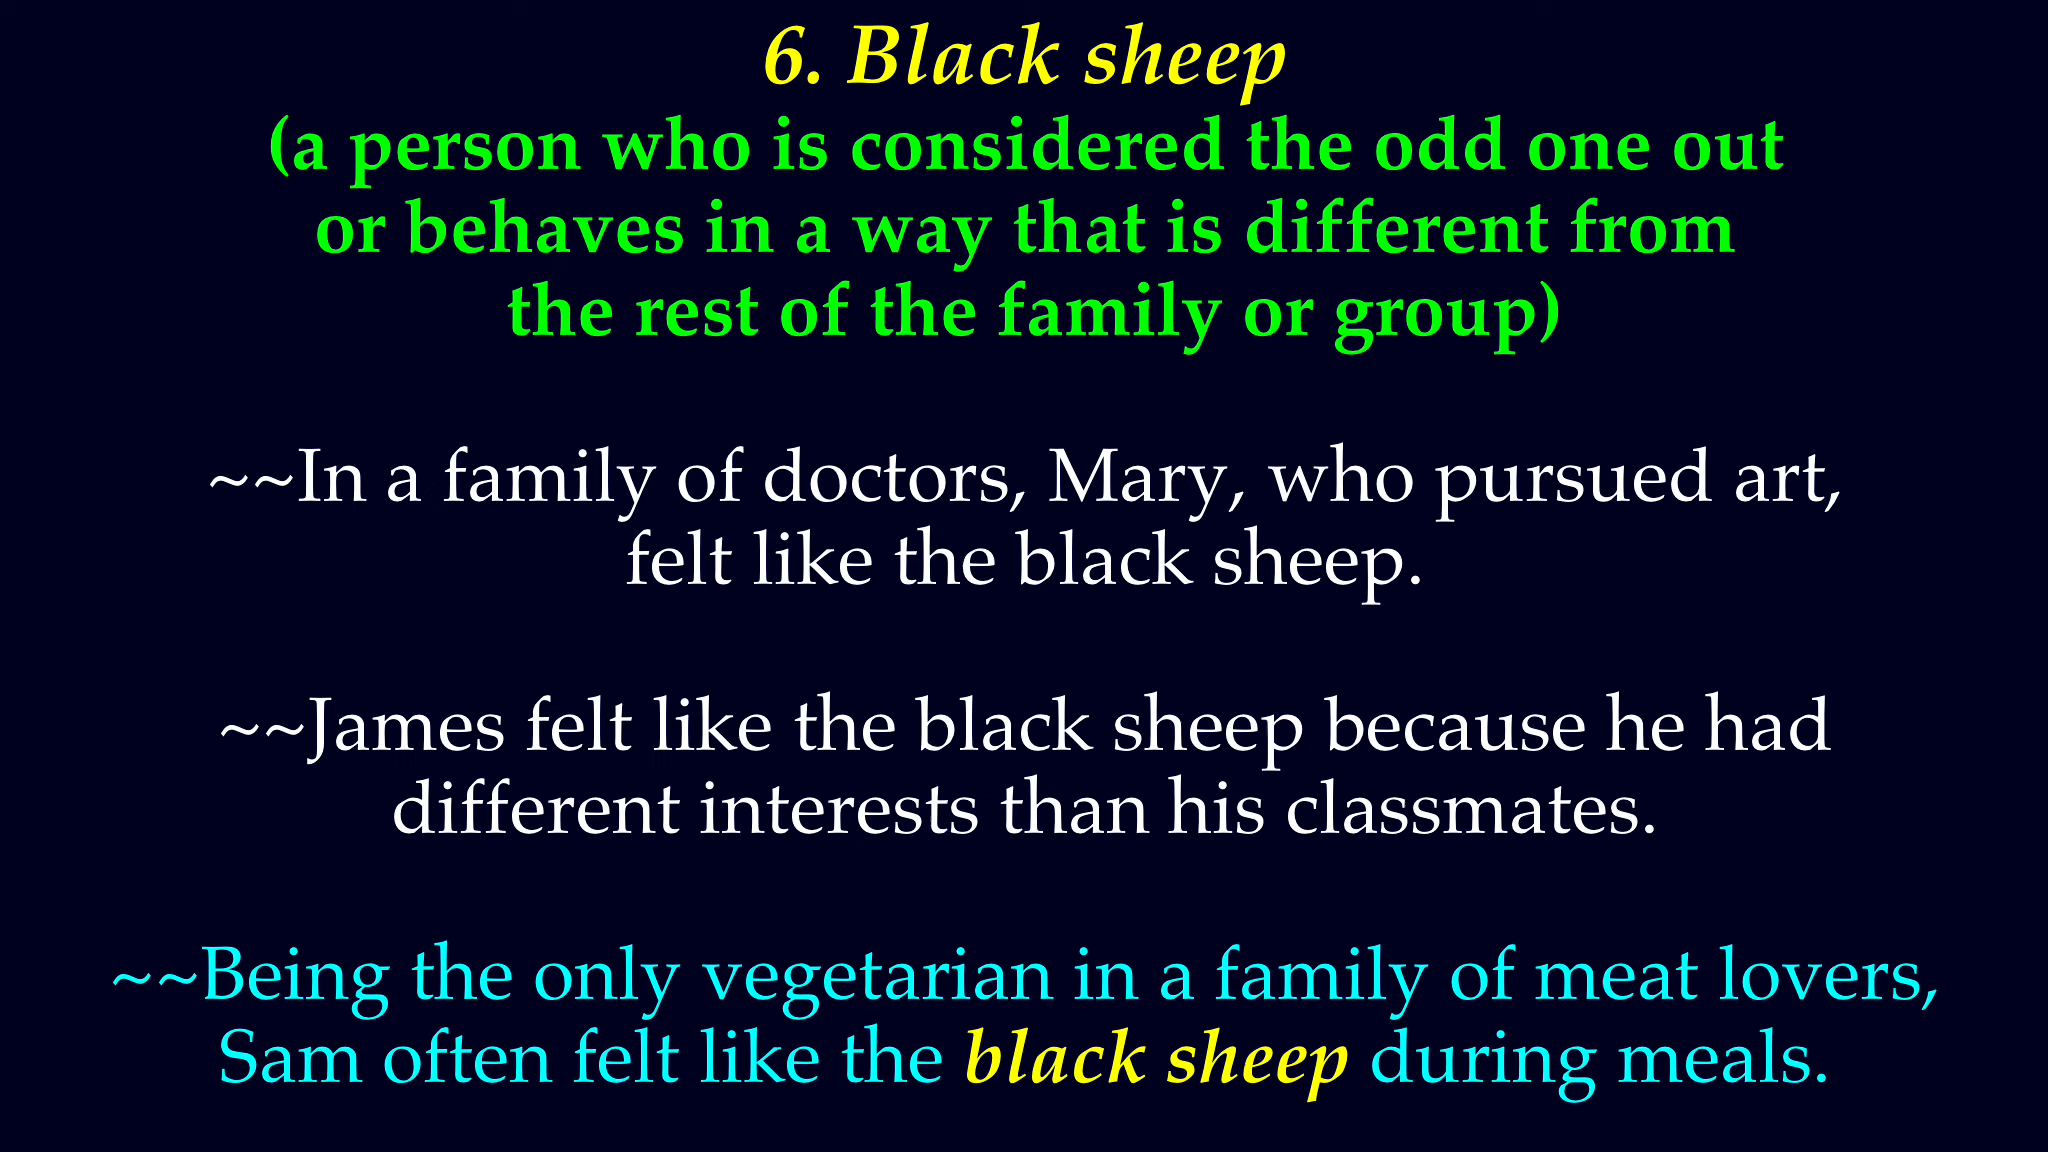 6. Black sheep
(a person who is considered the odd one out
or behaves in a way that is different from
the rest of the family or group)
~~In a family of doctors, Mary, who pursued art,
felt like the black sheep.
~~James felt like the black sheep because he had
different interests than his classmates.
~~Being the only vegetarian in a family of meat lovers,
Sam often felt like the black sheep during meals.